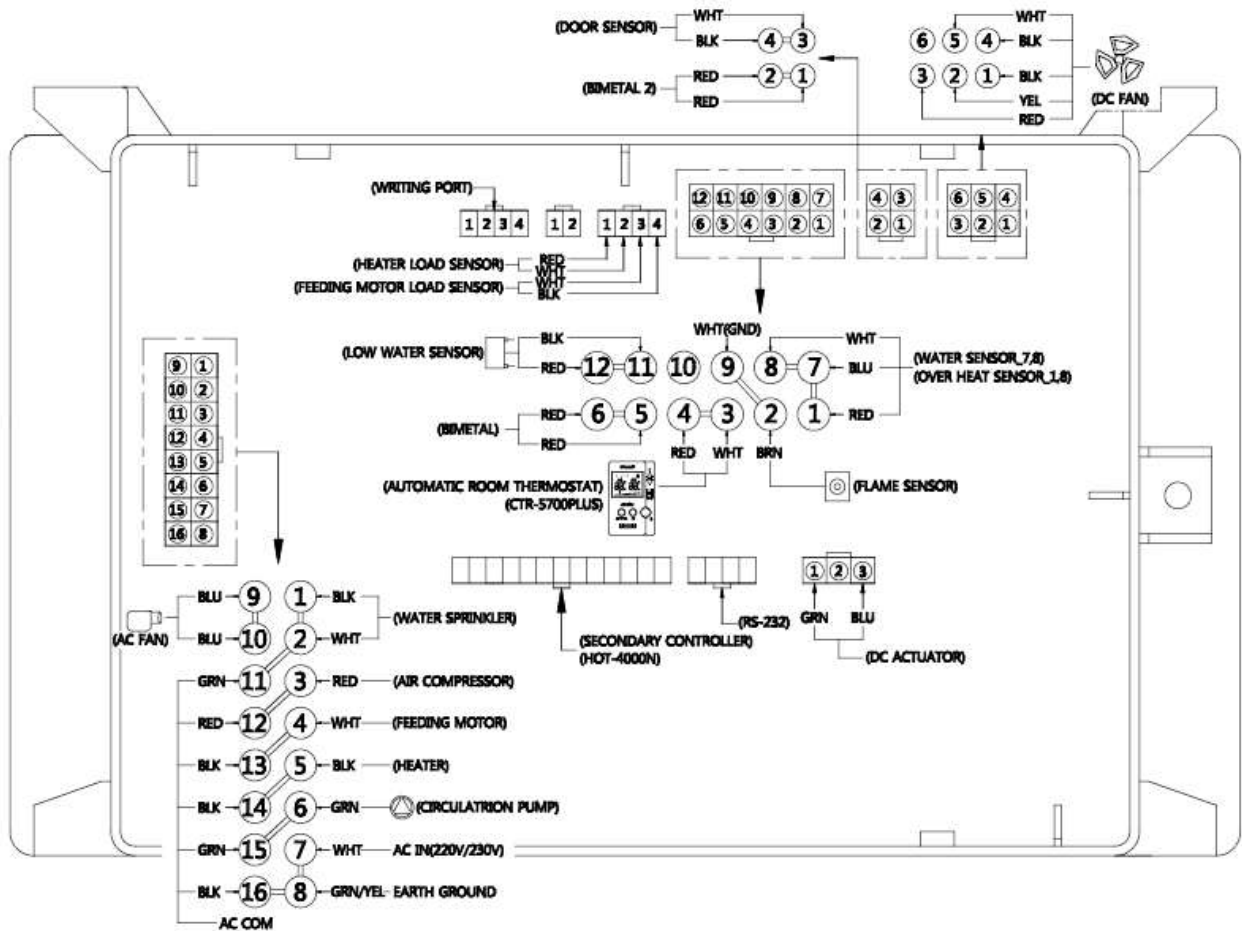 (DOOR SENSOR)
WHT
BLK
4 3
(BIMETAL 2)
RED
RED
2 1
6 5 4
3 2 1
WHT
BLK
BLK
YEL
RED
(DC FAN)
(WRITING PORT)
1 2 3 4
1 2
1 2 3 4
(HEATER LOAD SENSOR)
RED
WHT
(FEEDING MOTOR LOAD SENSOR)
WHT
BLK
12 11 10 9 8 7
6 5 4 3 2 1
4 3
2 1
6 5 4
3 2 1
(LOW WATER SENSOR)
BLK
RED
WHT(GND)
12 11 10 9 8 7
WHT
BLU
RED
(WATER SENSOR_7,8)
(OVER HEAT SENSOR_1,8)
(BIMETAL)
RED
RED
6 5 4 3 2 1
RED WHT BRN
(AUTOMATIC ROOM THERMOSTAT)
(CTR-5700PLUS)
(FLAME SENSOR)
9 1
10 2
11 3
12 4
13 5
14 6
15 7
16 8
(SECONDARY CONTROLLER)
(HOT-4000N)
(RS-232)
1 2 3
GRN BLU
(DC ACTUATOR)
(AC FAN)
BLU 9 1 BLK
(WATER SPRINKLER)
BLU 10 2 WHT
GRN 11 3 RED (AIR COMPRESSOR)
RED 12 4 WHT (FEEDING MOTOR)
BLK 13 5 BLK (HEATER)
BLK 14 6 GRN (CIRCULATRION PUMP)
GRN 15 7 WHT AC IN(220V/230V)
BLK 16 8 GRN/YEL EARTH GROUND
AC COM